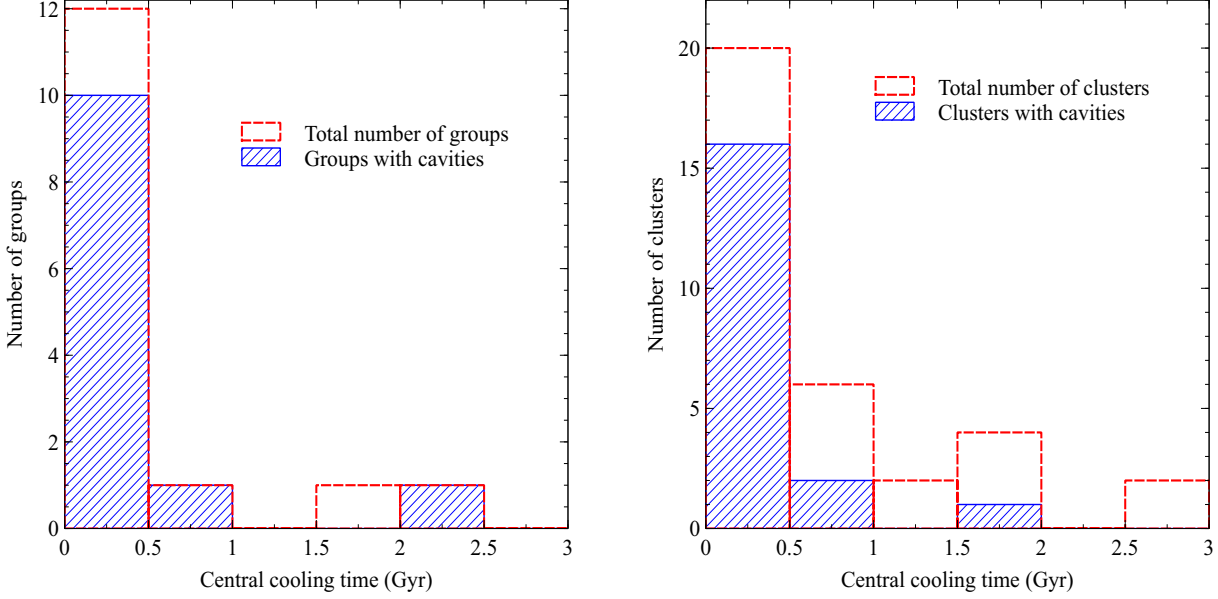 12
10
8
6
4
2
0
Number of groups
Total number of groups
Groups with cavities
0 0.5 1 1.5 2 2.5 3
Central cooling time (Gyr)
20
15
10
5
0
Number of clusters
Total number of clusters
Clusters with cavities
0 0.5 1 1.5 2 2.5 3
Central cooling time (Gyr)